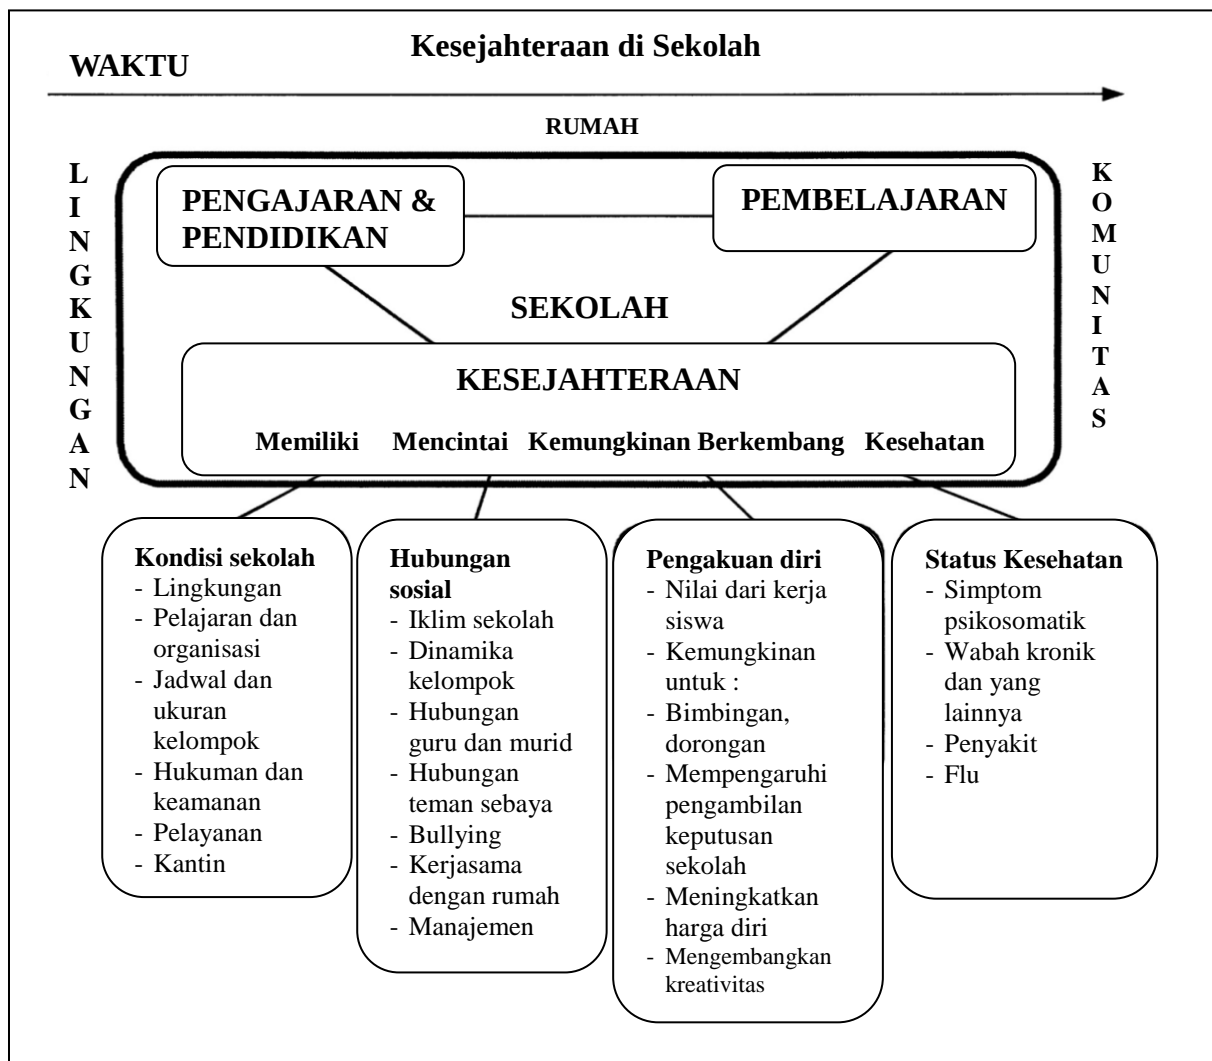 Kesejahteraan di Sekolah
WAKTU
RUMAH
LINGKUNGAN
KOMUNITAS
PENGAJARAN &
PENDIDIKAN
PEMBELAJARAN
SEKOLAH
KESEJAHTERAAN
Memiliki Mencintai Kemungkinan Berkembang Kesehatan
Kondisi sekolah
- Lingkungan
- Pelajaran dan
organisasi
- Jadwal dan
ukuran
kelompok
- Hukuman dan
keamanan
- Pelayanan
- Kantin
Hubungan
sosial
- Iklim sekolah
- Dinamika
kelompok
- Hubungan
guru dan murid
- Hubungan
teman sebaya
- Bullying
- Kerjasama
dengan rumah
- Manajemen
Pengakuan diri
- Nilai dari kerja
siswa
- Kemungkinan
untuk :
- Bimbingan,
dorongan
- Mempengaruhi
pengambilan
keputusan
sekolah
- Meningkatkan
harga diri
- Mengembangkan
kreativitas
Status Kesehatan
- Simptom
psikosomatik
- Wabah kronik
dan yang
lainnya
- Penyakit
- Flu